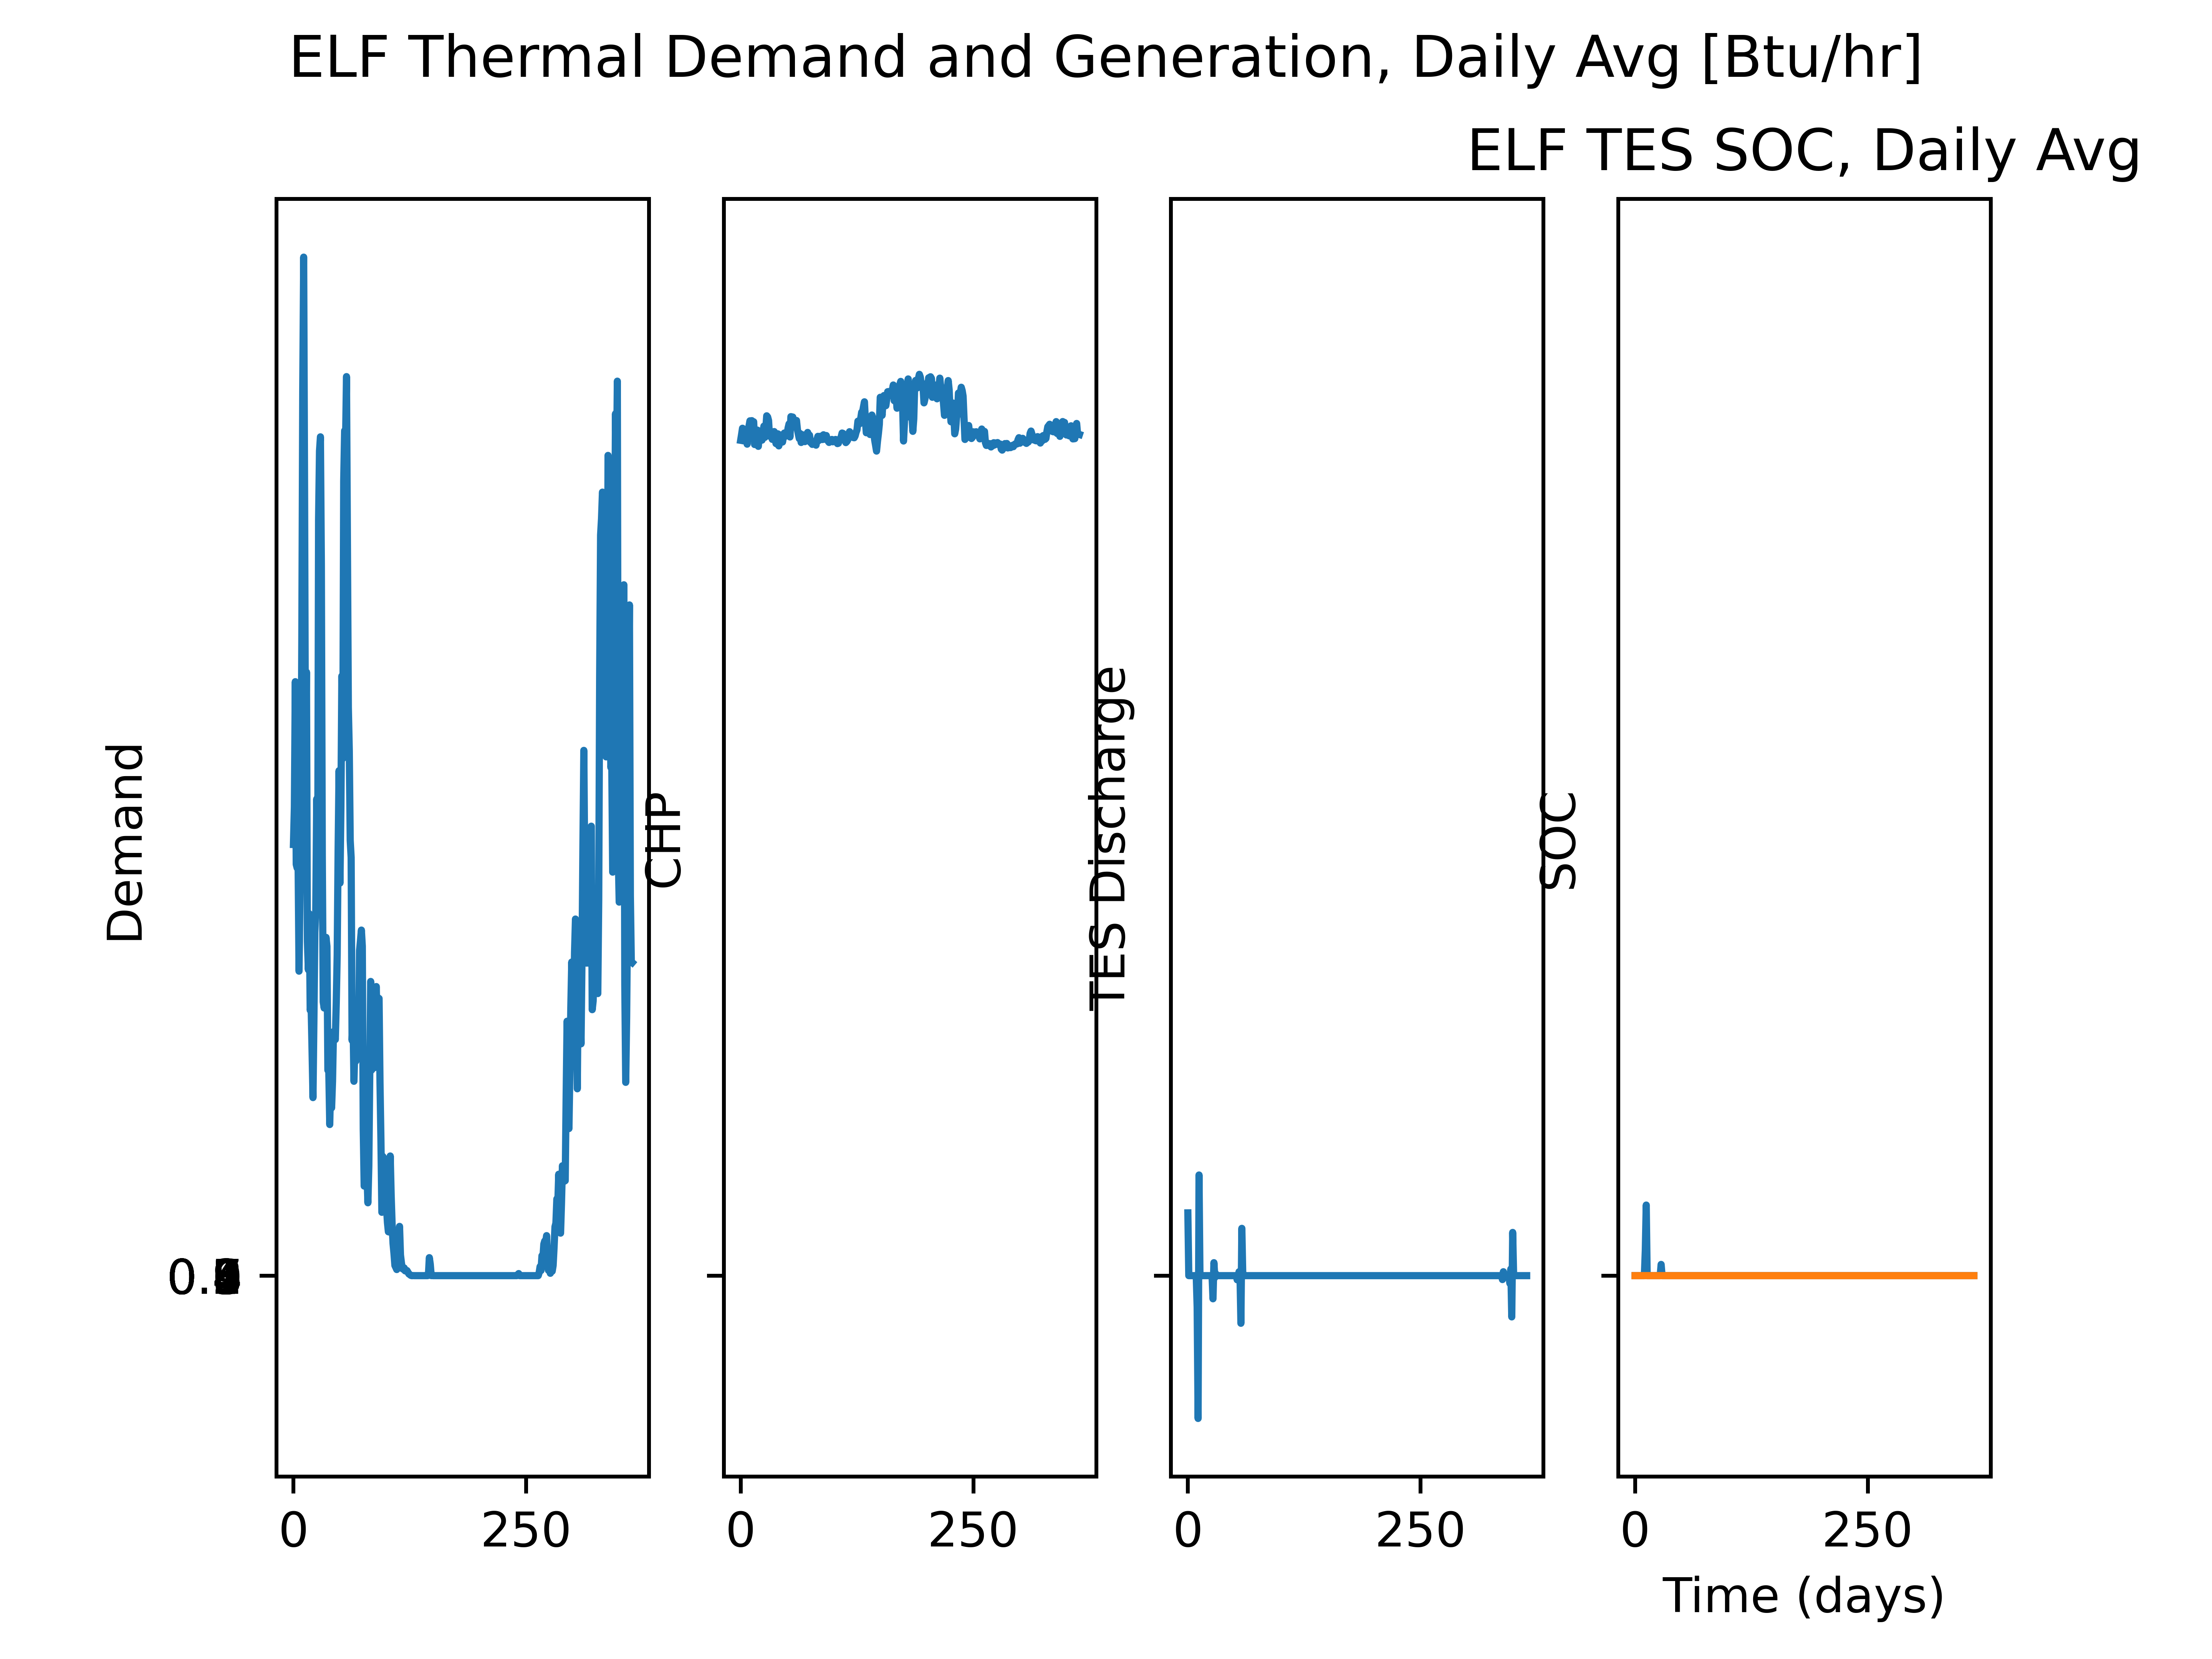 ELF Thermal Demand and Generation, Daily Avg [Btu/hr]
ELF TES SOC, Daily Avg
Demand
CHP
TES Discharge
SOC
0 250
0 250
0 250
0 250
Time (days)